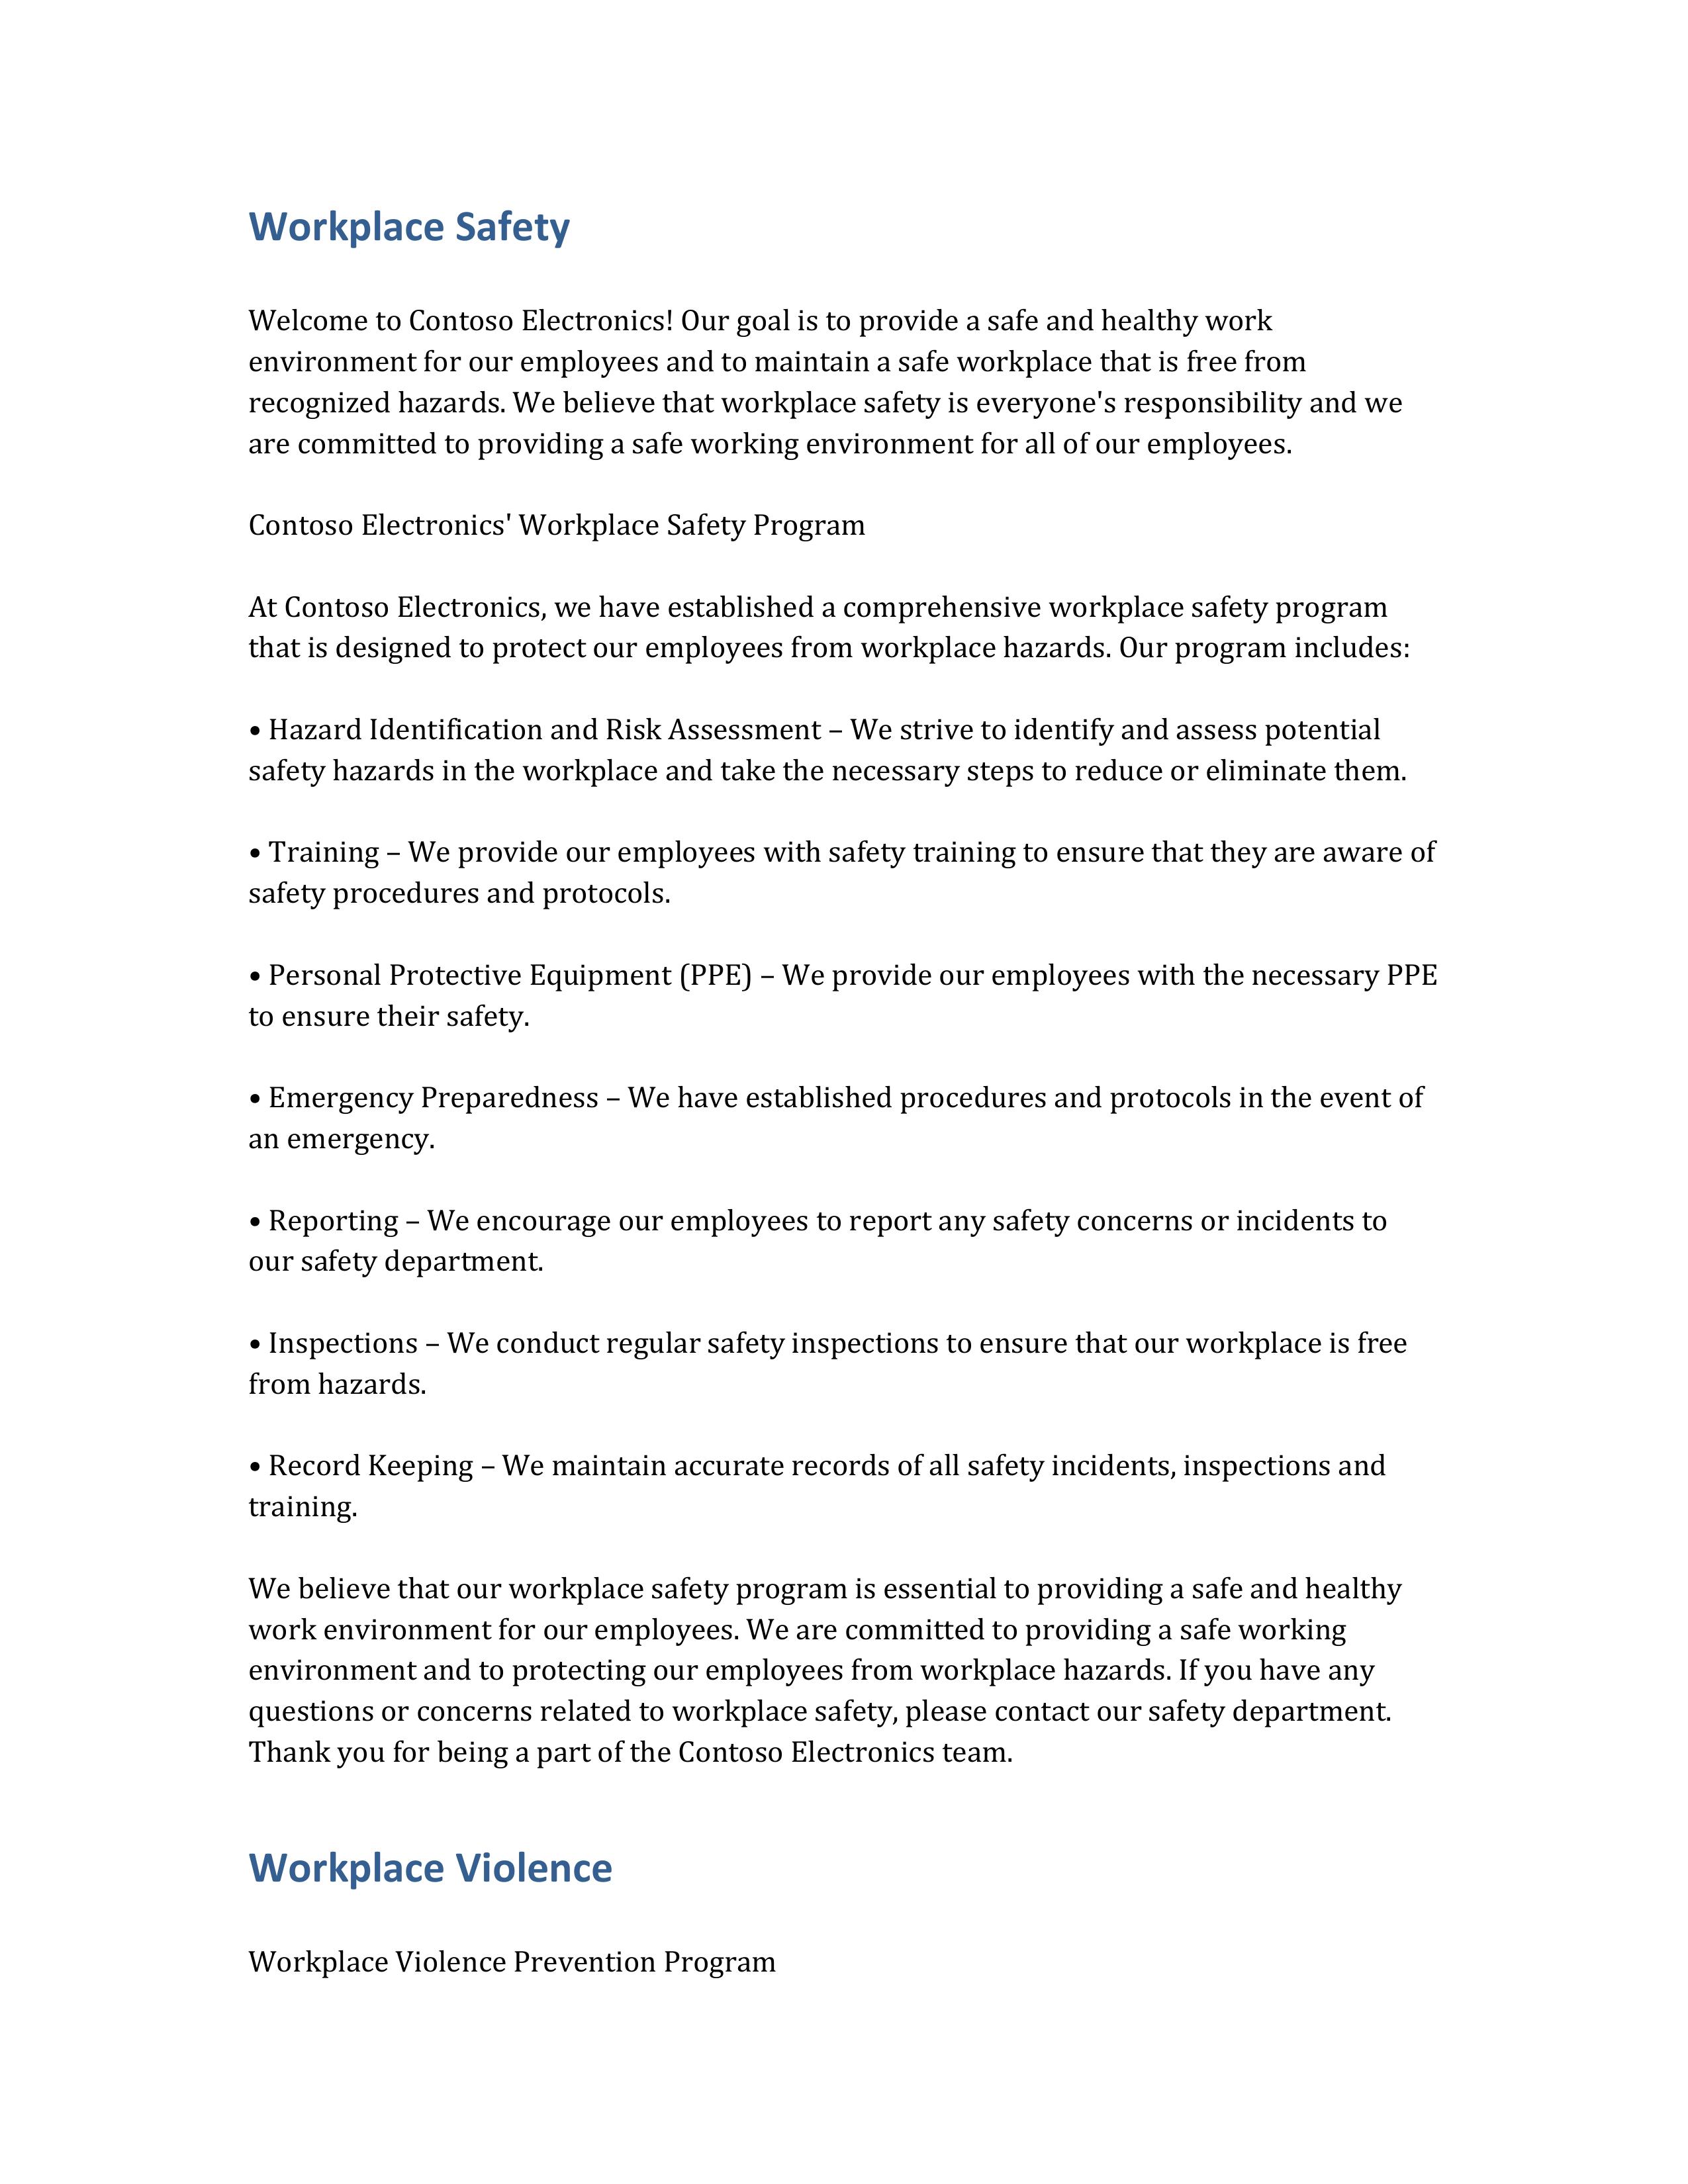 Workplace Safety
Welcome to Contoso Electronics! Our goal is to provide a safe and healthy work
environment for our employees and to maintain a safe workplace that is free from
recognized hazards. We believe that workplace safety is everyone's responsibility and we
are committed to providing a safe working environment for all of our employees.
Contoso Electronics' Workplace Safety Program
At Contoso Electronics, we have established a comprehensive workplace safety program
that is designed to protect our employees from workplace hazards. Our program includes:
• Hazard Identification and Risk Assessment – We strive to identify and assess potential
safety hazards in the workplace and take the necessary steps to reduce or eliminate them.
• Training – We provide our employees with safety training to ensure that they are aware of
safety procedures and protocols.
• Personal Protective Equipment (PPE) – We provide our employees with the necessary PPE
to ensure their safety.
• Emergency Preparedness – We have established procedures and protocols in the event of
an emergency.
• Reporting – We encourage our employees to report any safety concerns or incidents to
our safety department.
• Inspections – We conduct regular safety inspections to ensure that our workplace is free
from hazards.
• Record Keeping – We maintain accurate records of all safety incidents, inspections and
training.
We believe that our workplace safety program is essential to providing a safe and healthy
work environment for our employees. We are committed to providing a safe working
environment and to protecting our employees from workplace hazards. If you have any
questions or concerns related to workplace safety, please contact our safety department.
Thank you for being a part of the Contoso Electronics team.
Workplace Violence
Workplace Violence Prevention Program